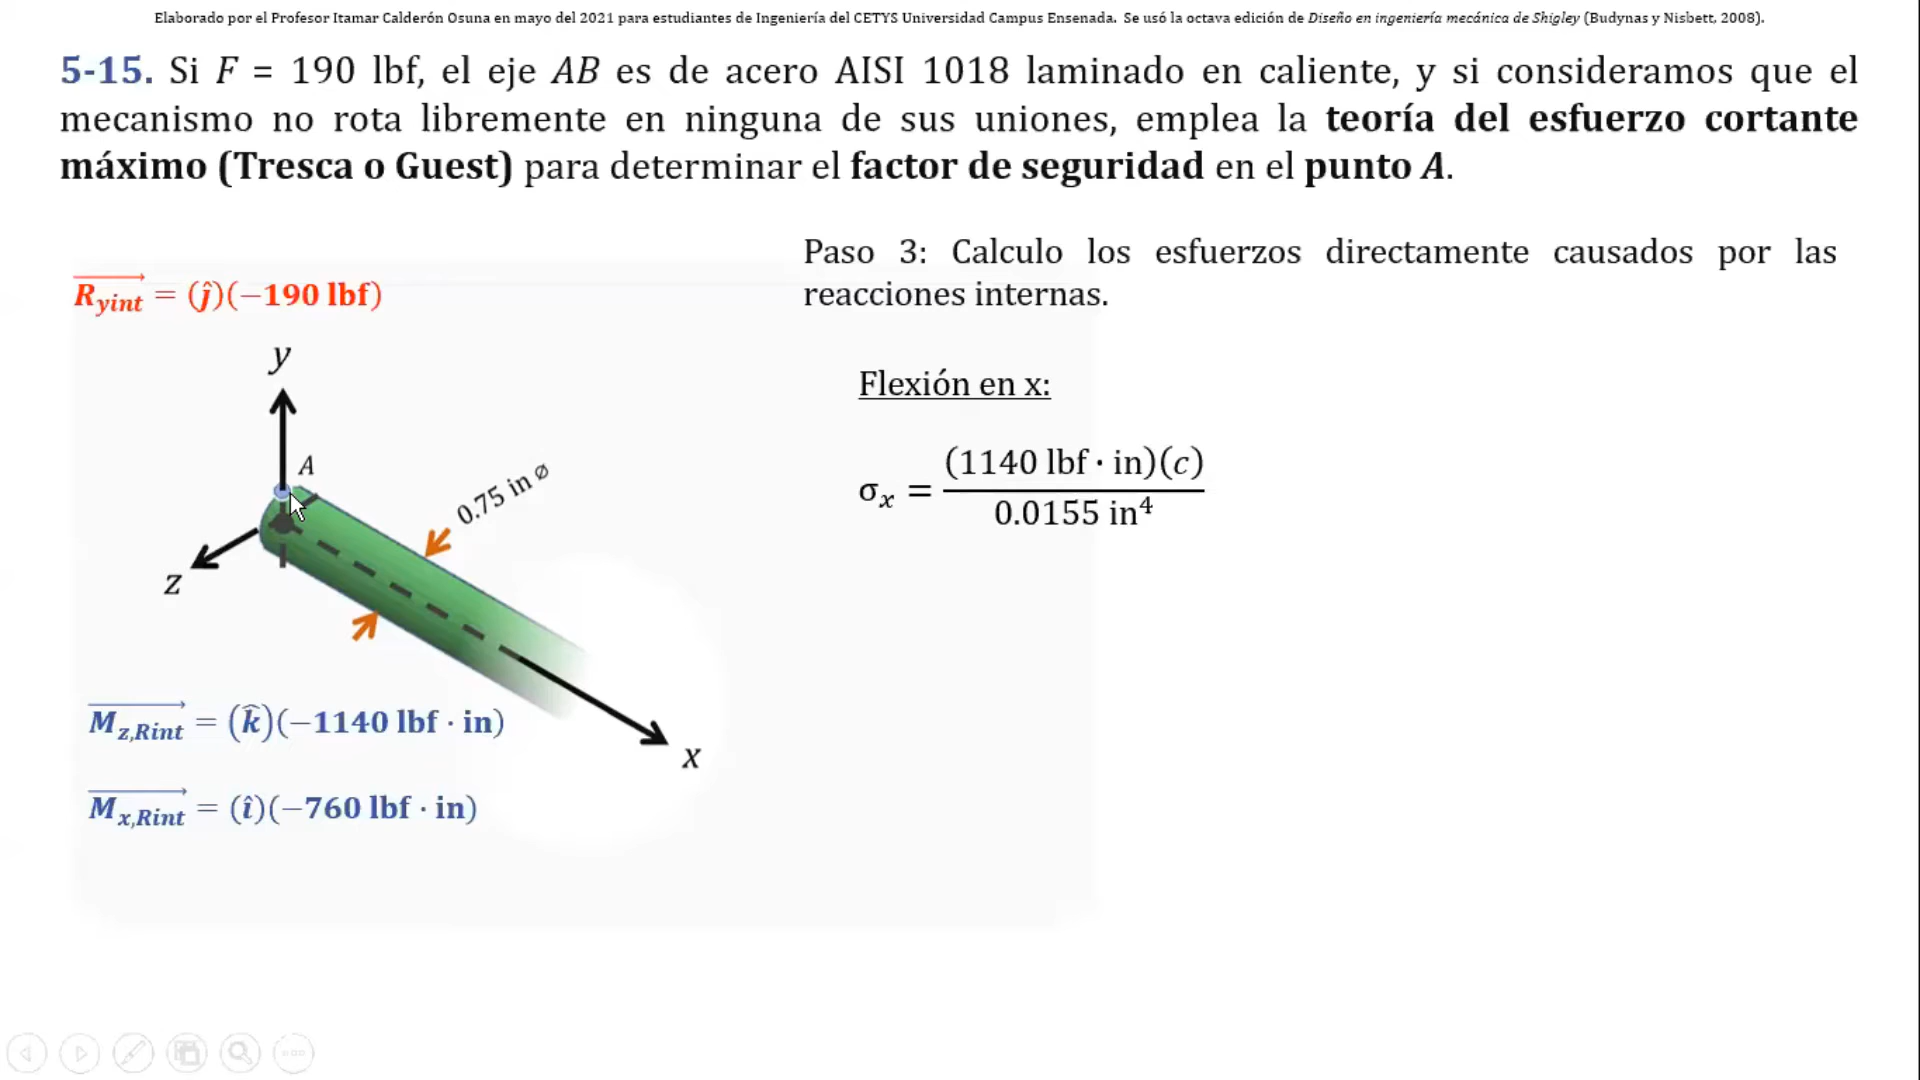 Elaborado por el Profesor Itamar Calderón Osuna en mayo del 2021 para estudiantes de Ingeniería del CETYS Universidad Campus Ensenada. Se usó la octava edición de Diseño en ingeniería mecánica de Shigley (Budynas y Nisbett, 2008).
5-15. Si F = 190 lbf, el eje AB es de acero AISI 1018 laminado en caliente, y si consideramos que el
mecanismo no rota libremente en ninguna de sus uniones, emplea la teoría del esfuerzo cortante
máximo (Tresca o Guest) para determinar el factor de seguridad en el punto A.
Paso 3: Calculo los esfuerzos directamente causados por las
reacciones internas.
R_yint = (ĵ)(−190 lbf)
y
A
0.75 in ⌀
z
x
Flexión en x:
σ_x = (1140 lbf · in)(c)
0.0155 in⁴
M_z,Rint = (k̂)(−1140 lbf · in)
M_x,Rint = (î)(−760 lbf · in)